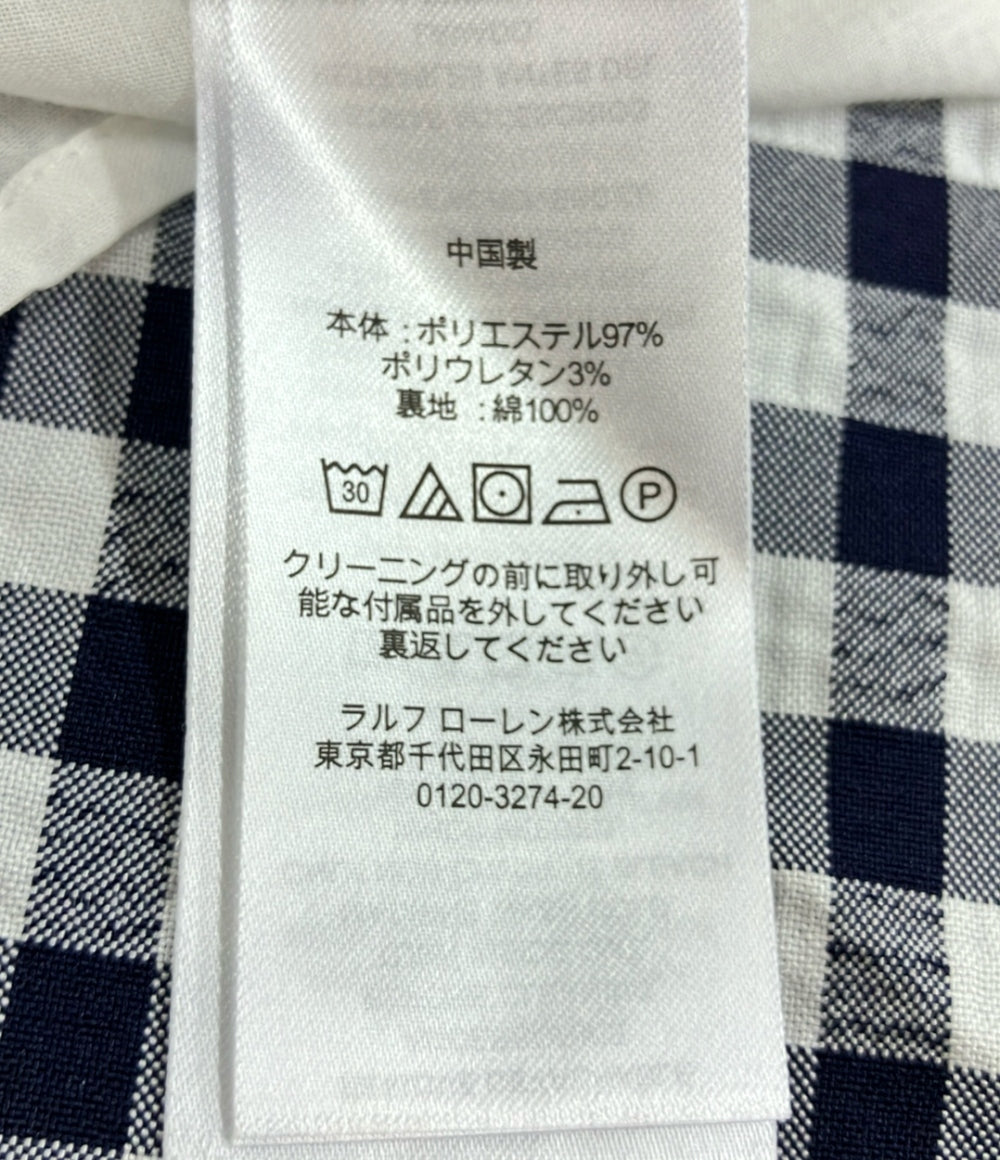 中国製
本体 : ポリエステル97%
ポリウレタン3%
裏地 : 綿100%
30 P
クリーニングの前に取り外し可
能な付属品を外してください
裏返してください
ラルフ ローレン株式会社
東京都千代田区永田町2-10-1
0120-3274-20